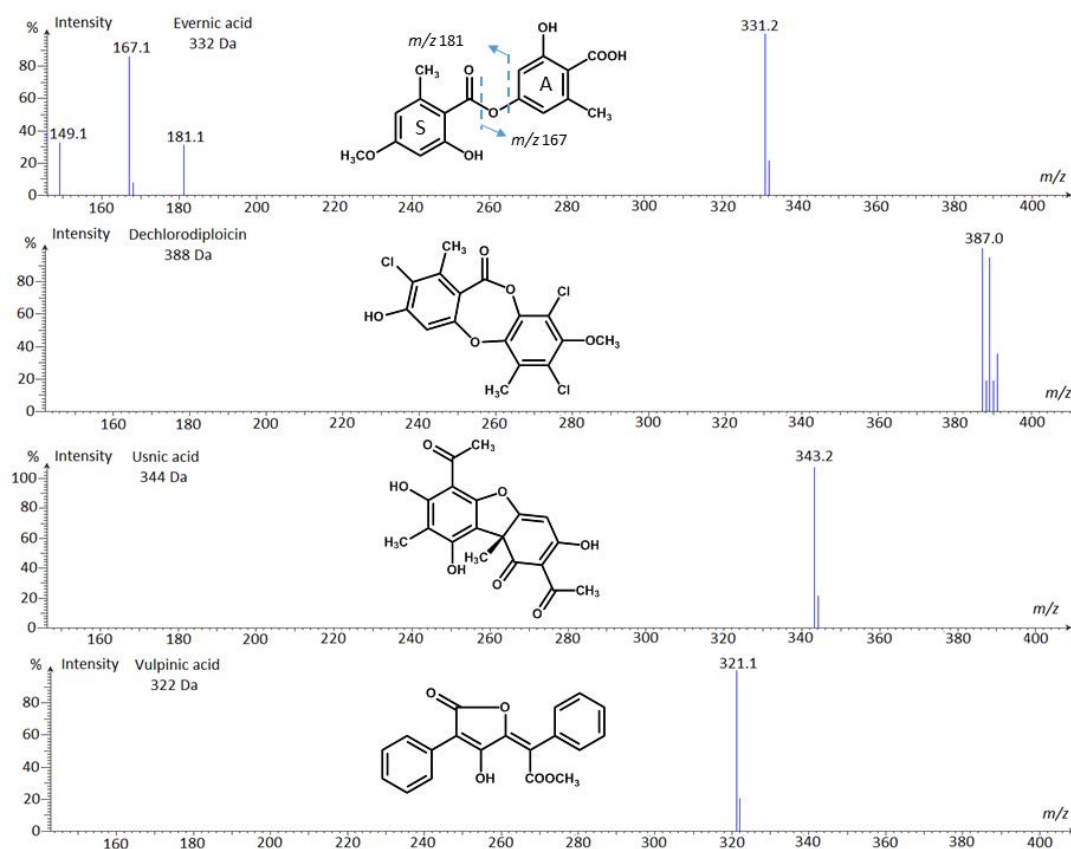 Intensity
Evernic acid
332 Da
%
80
60
40
20
0
149.1
167.1
181.1
331.2
m/z 181
m/z 167
OH
COOH
A
CH₃
CH₃
O
O
S
H₃CO
OH
m/z
160 180 200 220 240 260 280 300 320 340 360 380 400
Intensity
Dechlorodiploicin
388 Da
%
80
60
40
20
0
387.0
CH₃
O
Cl
O
Cl
HO
OCH₃
O
H₃C
Cl
m/z
160 180 200 220 240 260 280 300 320 340 360 380 400
Intensity
Usnic acid
344 Da
%
100
80
60
40
20
0
343.2
O
CH₃
HO
O
H₃C
H₃C
OH
OH
O
CH₃
O
m/z
160 180 200 220 240 260 280 300 320 340 360 380 400
Intensity
Vulpinic acid
322 Da
%
80
60
40
20
0
321.1
O
O
OH
COOCH₃
m/z
160 180 200 220 240 260 280 300 320 340 360 380 400